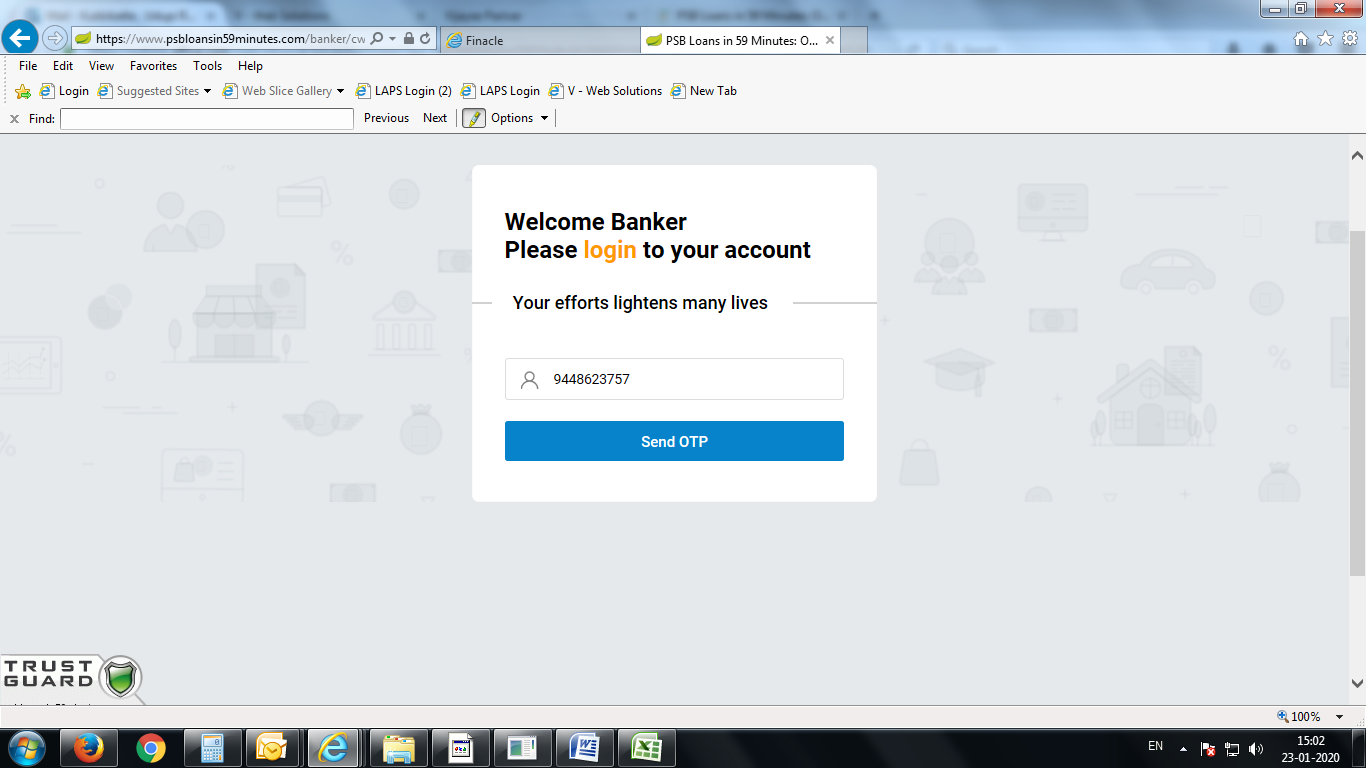 https://www.psbloansin59minutes.com/banker/cw
Finacle
PSB Loans in 59 Minutes: O...
File Edit View Favorites Tools Help
Login Suggested Sites Web Slice Gallery LAPS Login (2) LAPS Login V - Web Solutions New Tab
Find: Previous Next Options
Welcome Banker
Please login to your account
Your efforts lightens many lives
9448623757
Send OTP
TRUST
GUARD
100%
EN
15:02
23-01-2020